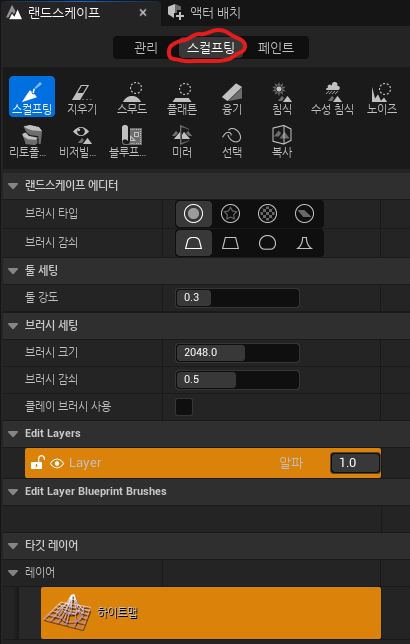 랜드스케이프 × 액터 배치
관리 스컬프팅 페인트
스컬프팅 지우기 스무드 플래튼 융기 침식 수성 침식 노이즈
리토폴... 비저빌... 블루프... 미러 선택 복사
랜드스케이프 에디터
브러시 타입
브러시 감쇠
툴 세팅
툴 강도 0.3
브러시 세팅
브러시 크기 2048.0
브러시 감쇠 0.5
클레이 브러시 사용
Edit Layers
Layer 알파 1.0
Edit Layer Blueprint Brushes
타깃 레이어
레이어
하이트맵